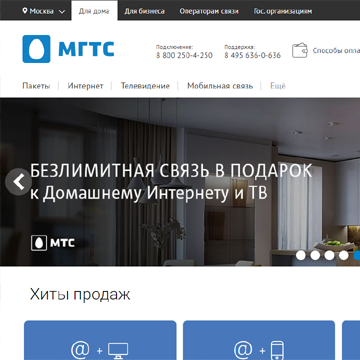 Москва Для дома Для бизнеса Операторам связи Гос. организациям
МГТС
Подключение: Поддержка:
8 800 250-4-250 8 495 636-0-636 Способы опла
Пакеты Интернет Телевидение Мобильная связь Ещё
БЕЗЛИМИТНАЯ СВЯЗЬ В ПОДАРОК
к Домашнему Интернету и ТВ
МТС
Хиты продаж
@ + @ +